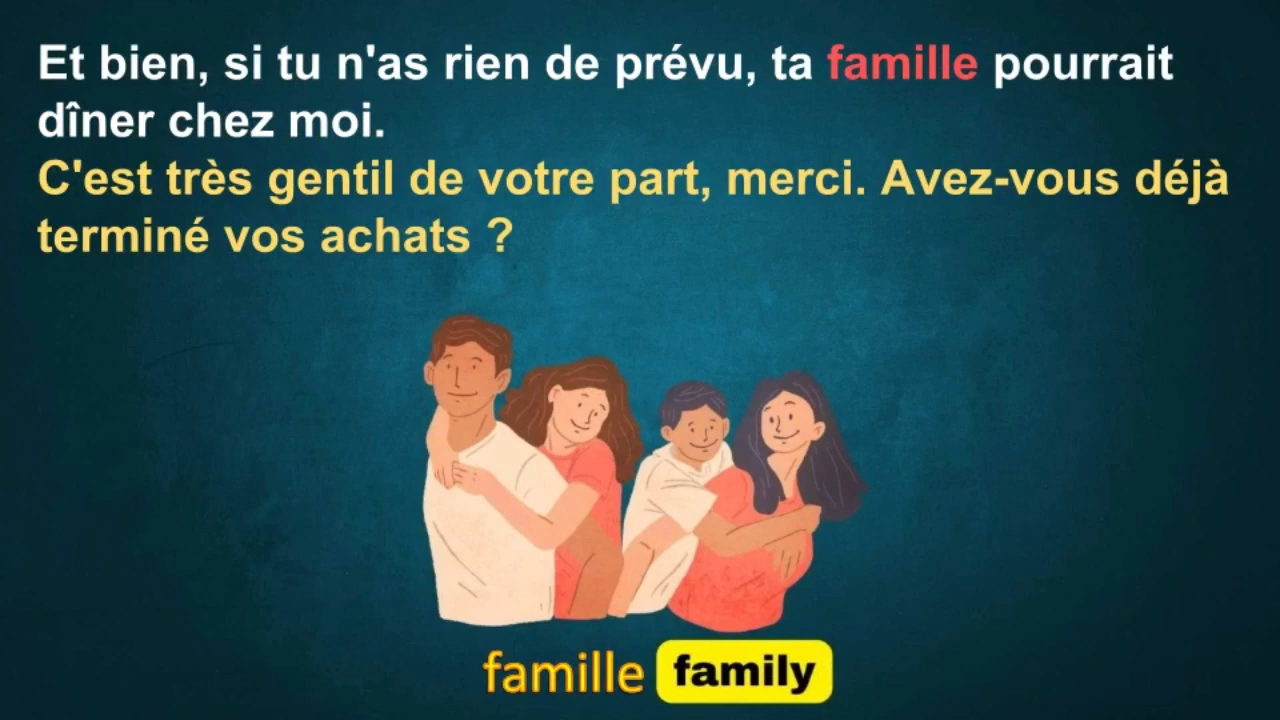 Et bien, si tu n'as rien de prévu, ta famille pourrait
dîner chez moi.
C'est très gentil de votre part, merci. Avez-vous déjà
terminé vos achats ?
famille family